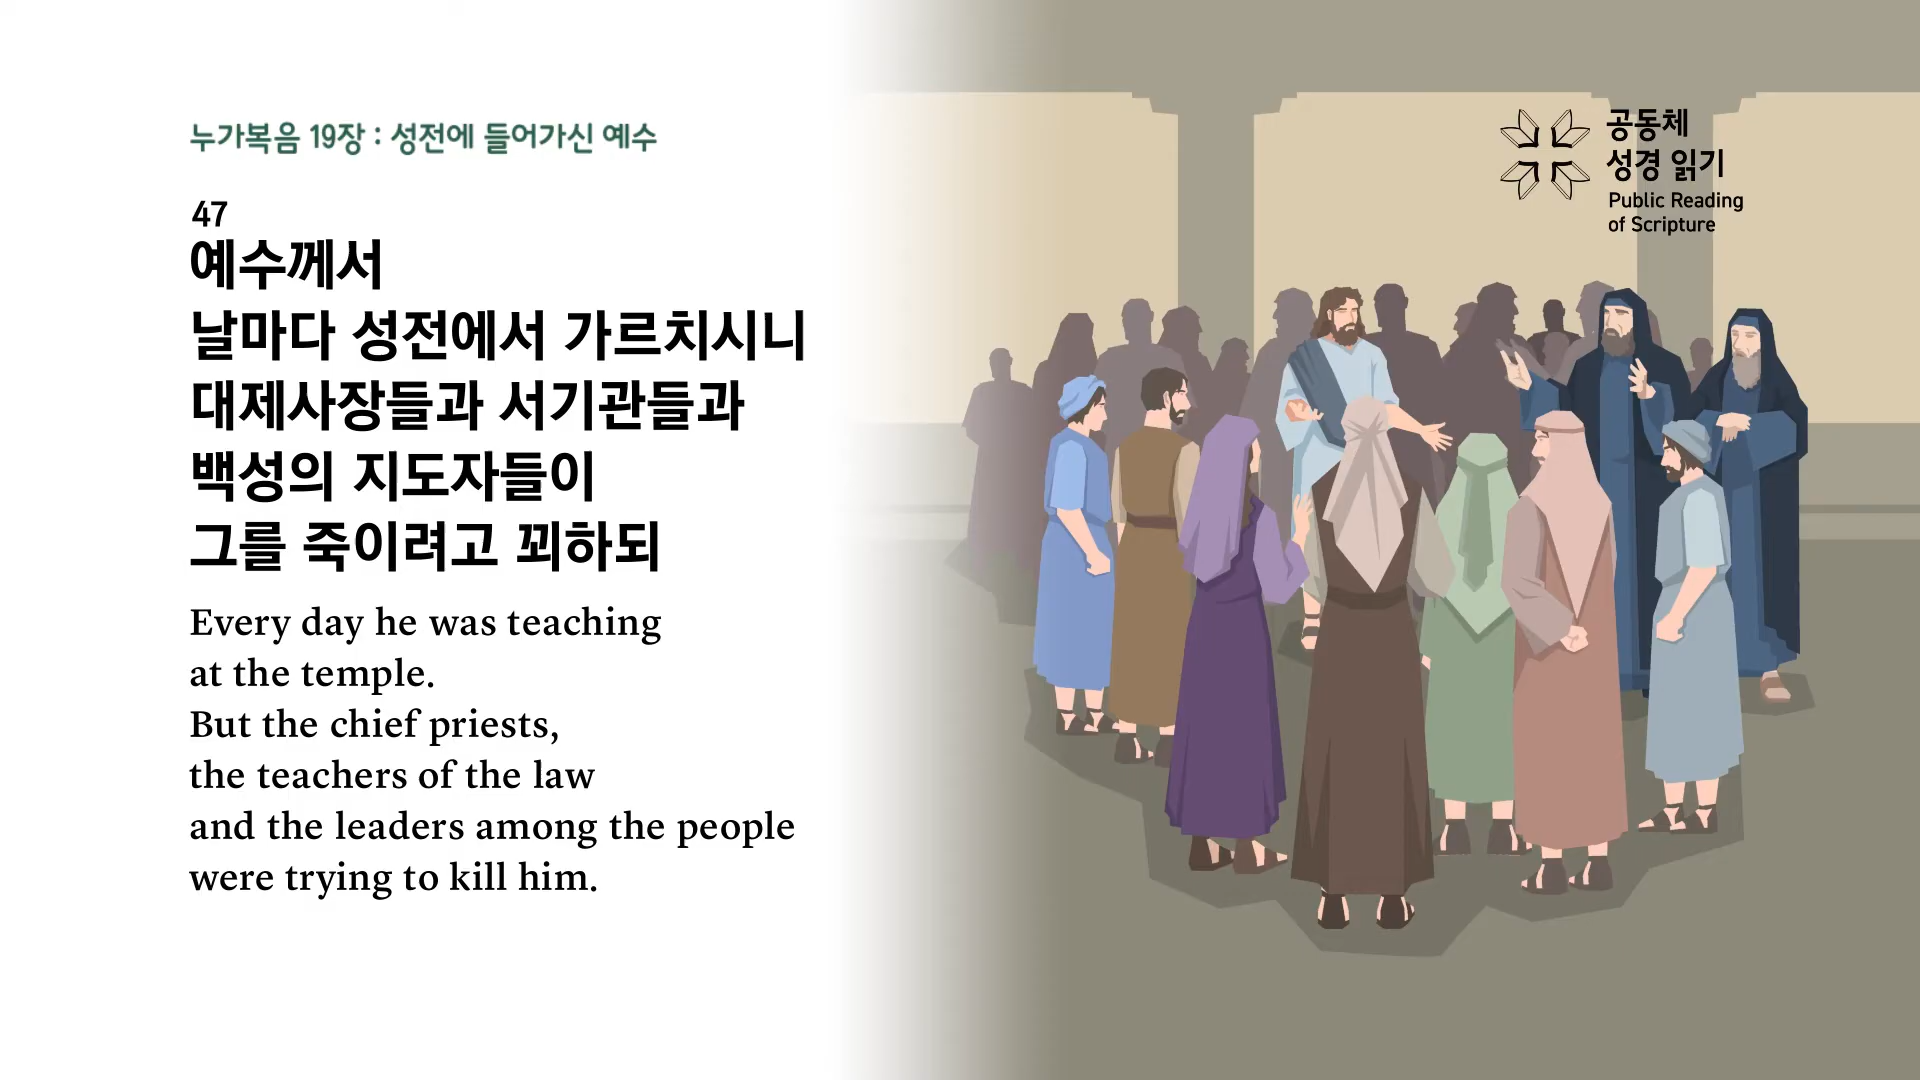 누가복음 19장 : 성전에 들어가신 예수
47
예수께서
날마다 성전에서 가르치시니
대제사장들과 서기관들과
백성의 지도자들이
그를 죽이려고 꾀하되
Every day he was teaching
at the temple.
But the chief priests,
the teachers of the law
and the leaders among the people
were trying to kill him.
공동체
성경 읽기
Public Reading
of Scripture